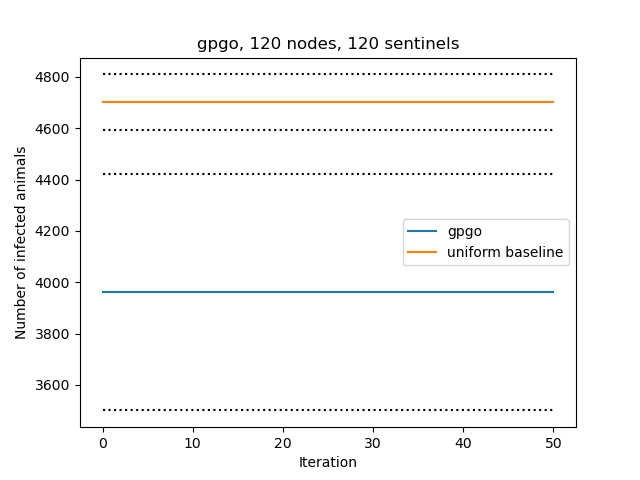 gpgo, 120 nodes, 120 sentinels
4800
4600
4400
4200
4000
3800
3600
Number of infected animals
gpgo
uniform baseline
0
10
20
30
40
50
Iteration